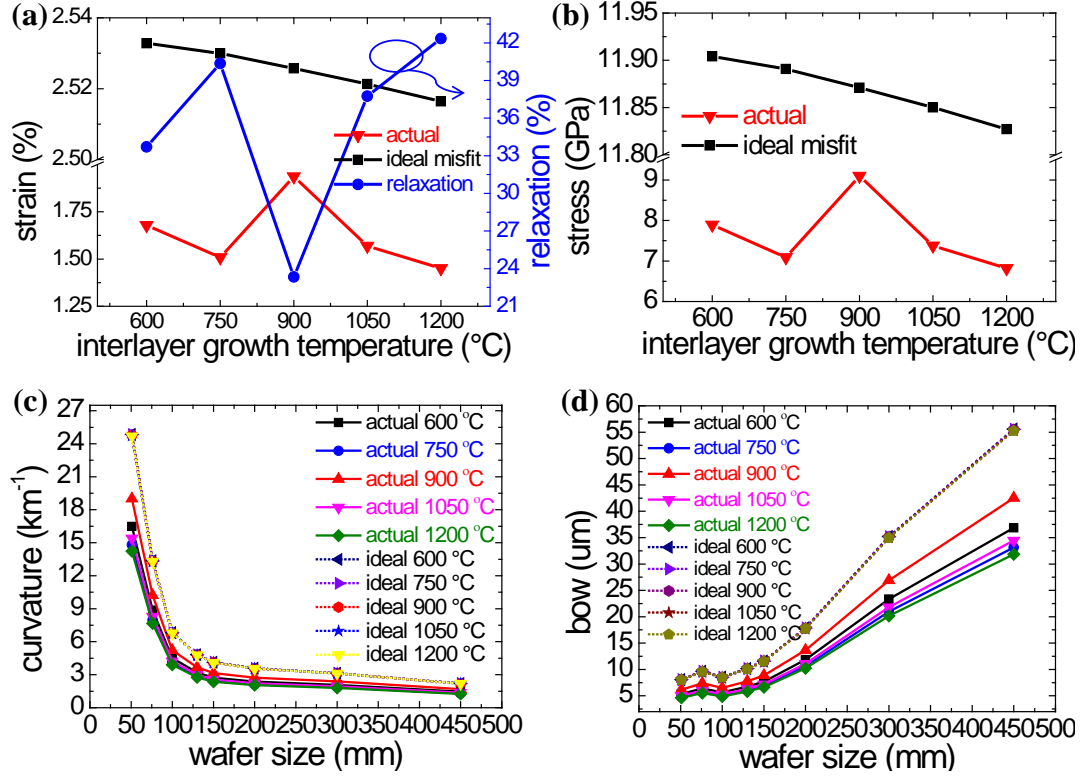 (a)
2.54
2.52
2.50
1.75
1.50
1.25
strain (%)
42
39
36
33
30
27
24
21
relaxation (%)
actual
ideal misfit
relaxation
600 750 900 1050 1200
interlayer growth temperature (°C)
(b)
11.95
11.90
11.85
11.80
9
8
7
6
stress (GPa)
actual
ideal misfit
600 750 900 1050 1200
interlayer growth temperature (°C)
(c)
27
24
21
18
15
12
9
6
3
0
curvature (km-1)
actual 600 °C
actual 750 °C
actual 900 °C
actual 1050 °C
actual 1200 °C
ideal 600 °C
ideal 750 °C
ideal 900 °C
ideal 1050 °C
ideal 1200 °C
0 50 100 150 200 250 300 350 400 450 500
wafer size (mm)
(d)
60
55
50
45
40
35
30
25
20
15
10
5
bow (um)
actual 600 °C
actual 750 °C
actual 900 °C
actual 1050 °C
actual 1200 °C
ideal 600 °C
ideal 750 °C
ideal 900 °C
ideal 1050 °C
ideal 1200 °C
0 50 100 150 200 250 300 350 400 450 500
wafer size (mm)